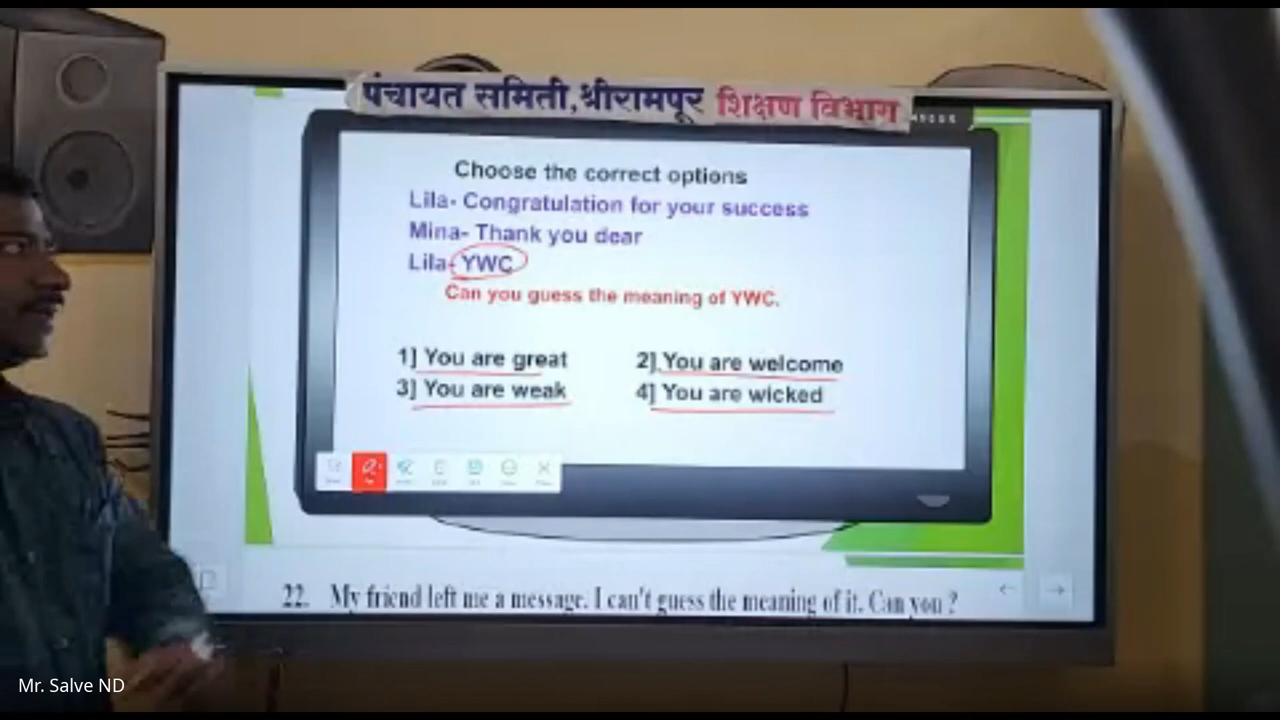 पंचायत समिती,श्रीरामपूर शिक्षण विभाग
Choose the correct options
Lila- Congratulation for your success
Mina- Thank you dear
Lila- YWC
Can you guess the meaning of YWC.
1] You are great 2] You are welcome
3] You are weak 4] You are wicked
22. My friend left me a message. I can't guess the meaning of it. Can you ?
Mr. Salve ND